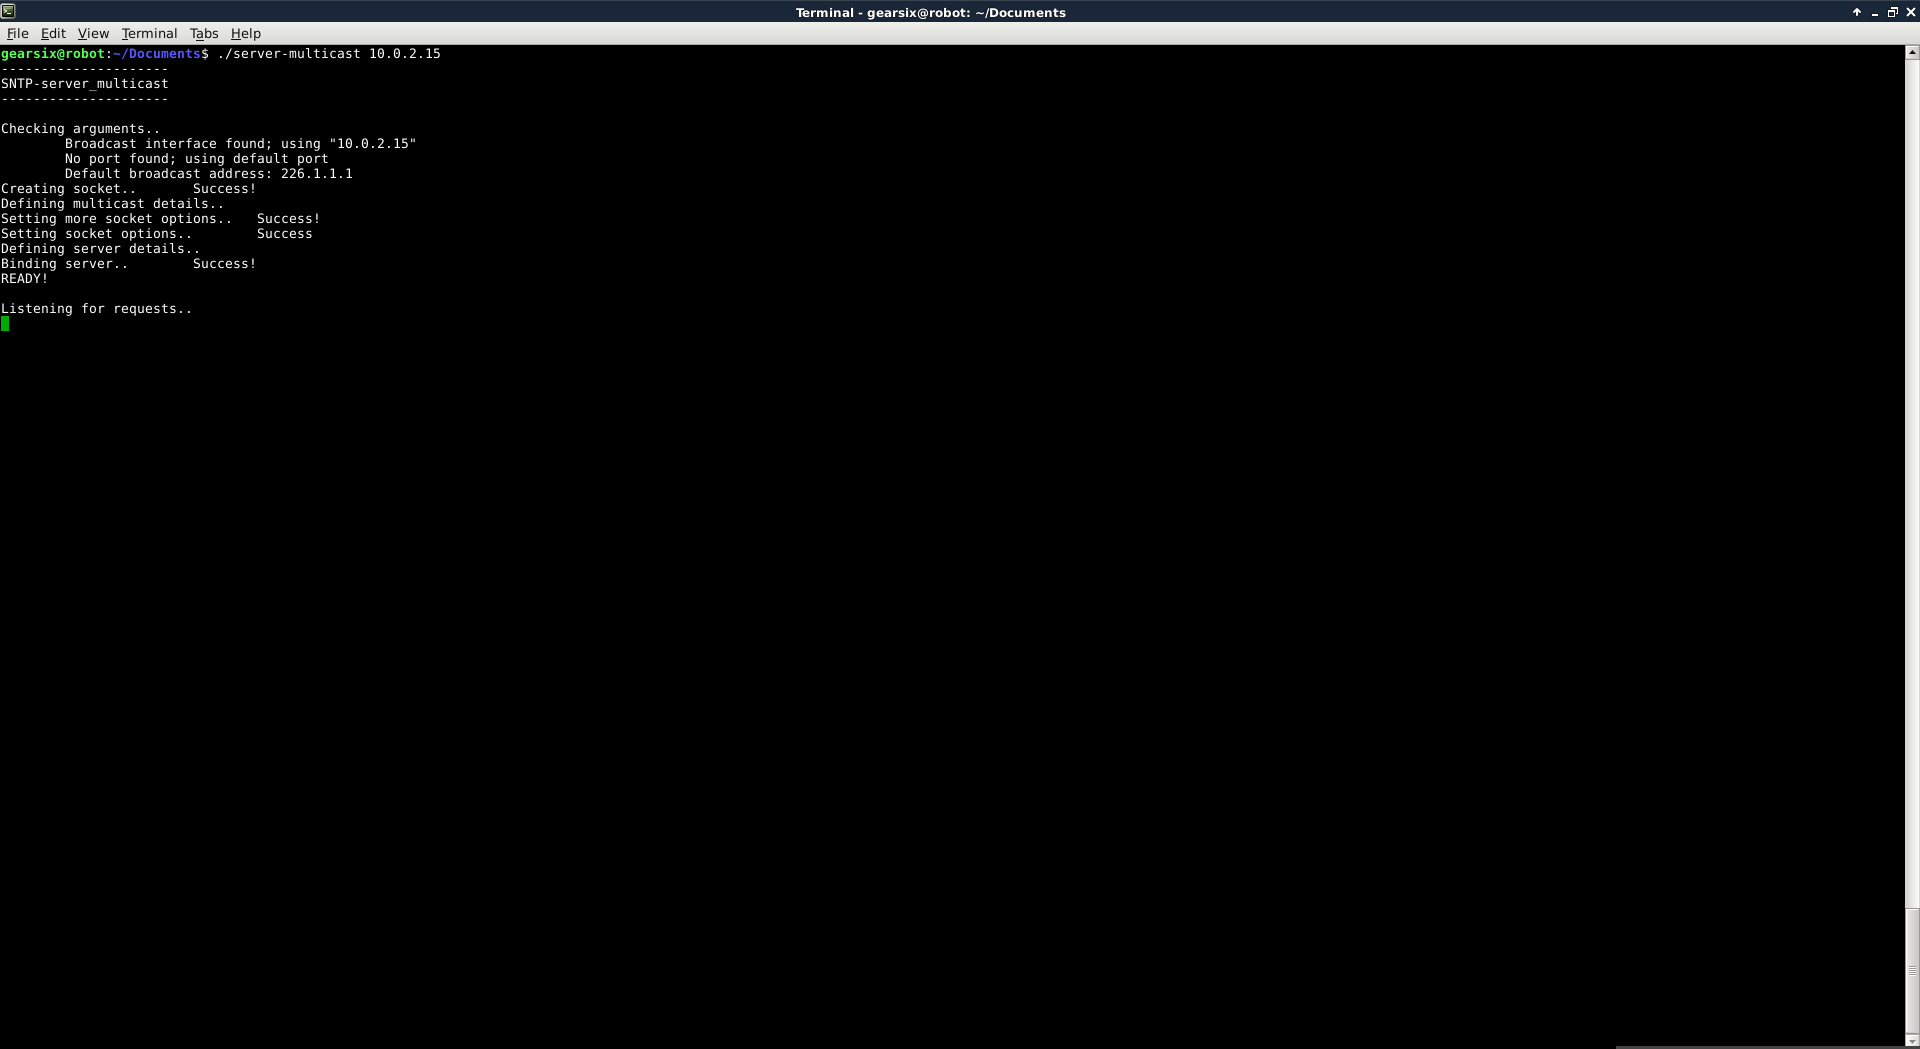 Terminal - gearsix@robot: ~/Documents
File Edit View Terminal Tabs Help
gearsix@robot:~/Documents$ ./server-multicast 10.0.2.15
---------------------
SNTP-server_multicast
---------------------
Checking arguments..
Broadcast interface found; using "10.0.2.15"
No port found; using default port
Default broadcast address: 226.1.1.1
Creating socket.. Success!
Defining multicast details..
Setting more socket options.. Success!
Setting socket options.. Success
Defining server details..
Binding server.. Success!
READY!
Listening for requests..